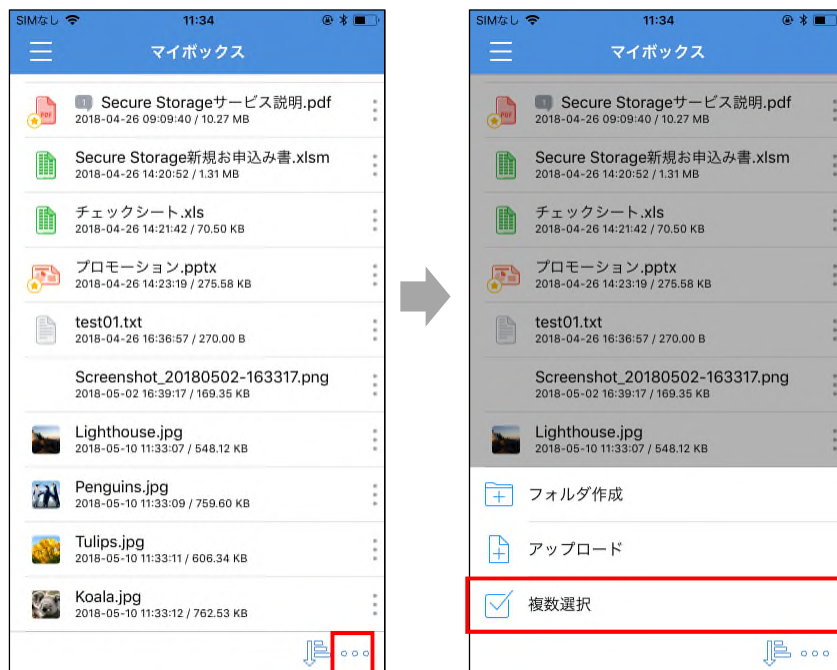 SIMなし 11:34
マイボックス
1 Secure Storageサービス説明.pdf
2018-04-26 09:09:40 / 10.27 MB
Secure Storage新規お申込み書.xlsm
2018-04-26 14:20:52 / 1.31 MB
チェックシート.xls
2018-04-26 14:21:42 / 70.50 KB
プロモーション.pptx
2018-04-26 14:23:19 / 275.58 KB
test01.txt
2018-04-26 16:36:57 / 270.00 B
Screenshot_20180502-163317.png
2018-05-02 16:39:17 / 169.35 KB
Lighthouse.jpg
2018-05-10 11:33:07 / 548.12 KB
Penguins.jpg
2018-05-10 11:33:09 / 759.60 KB
Tulips.jpg
2018-05-10 11:33:11 / 606.34 KB
Koala.jpg
2018-05-10 11:33:12 / 762.53 KB
SIMなし 11:34
マイボックス
1 Secure Storageサービス説明.pdf
2018-04-26 09:09:40 / 10.27 MB
Secure Storage新規お申込み書.xlsm
2018-04-26 14:20:52 / 1.31 MB
チェックシート.xls
2018-04-26 14:21:42 / 70.50 KB
プロモーション.pptx
2018-04-26 14:23:19 / 275.58 KB
test01.txt
2018-04-26 16:36:57 / 270.00 B
Screenshot_20180502-163317.png
2018-05-02 16:39:17 / 169.35 KB
Lighthouse.jpg
2018-05-10 11:33:07 / 548.12 KB
フォルダ作成
アップロード
複数選択